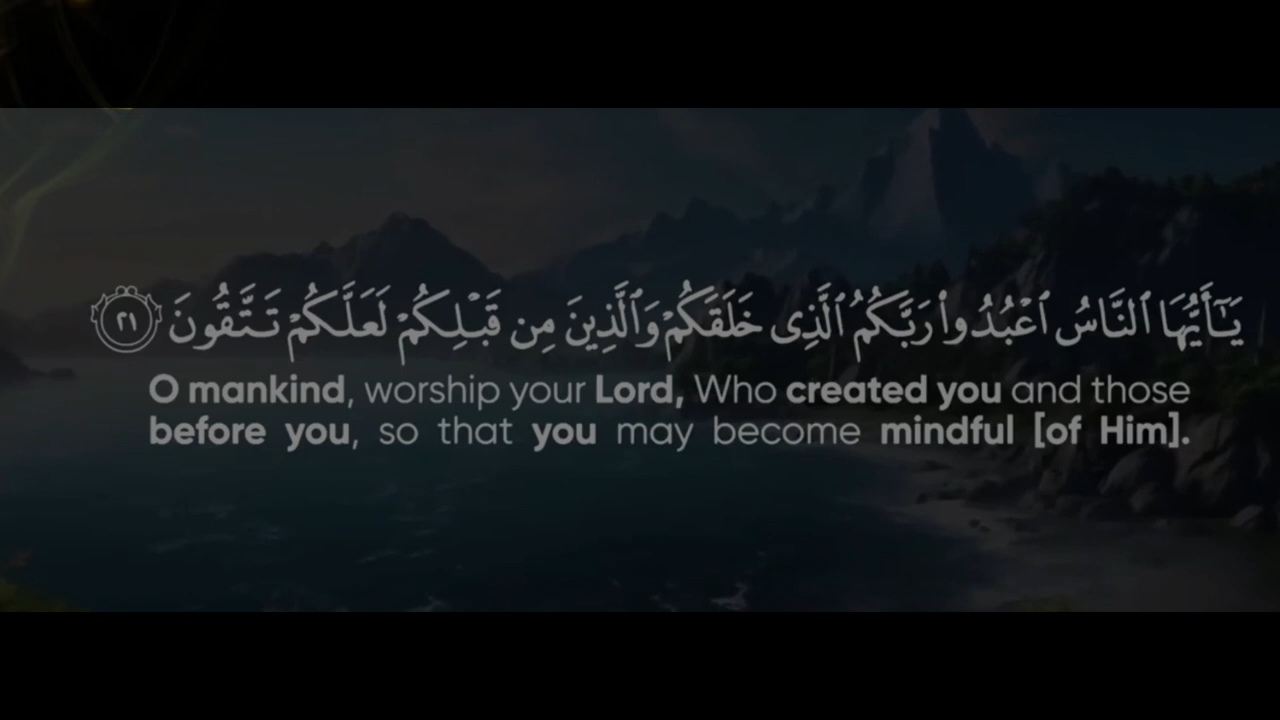 يَـٰٓأَيُّهَا ٱلنَّاسُ ٱعْبُدُوا۟ رَبَّكُمُ ٱلَّذِى خَلَقَكُمْ وَٱلَّذِينَ مِن قَبْلِكُمْ لَعَلَّكُمْ تَتَّقُونَ ٢١
O mankind, worship your Lord, Who created you and those
before you, so that you may become mindful [of Him].